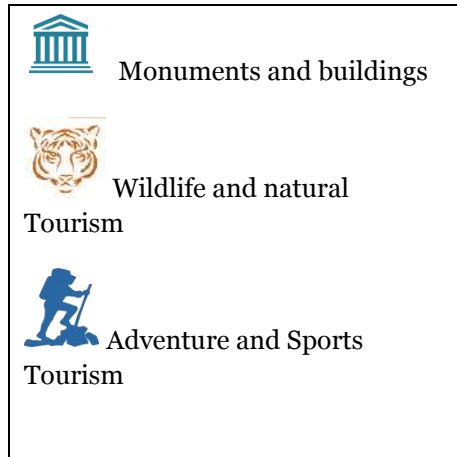 Monuments and buildings
Wildlife and natural
Tourism
Adventure and Sports
Tourism